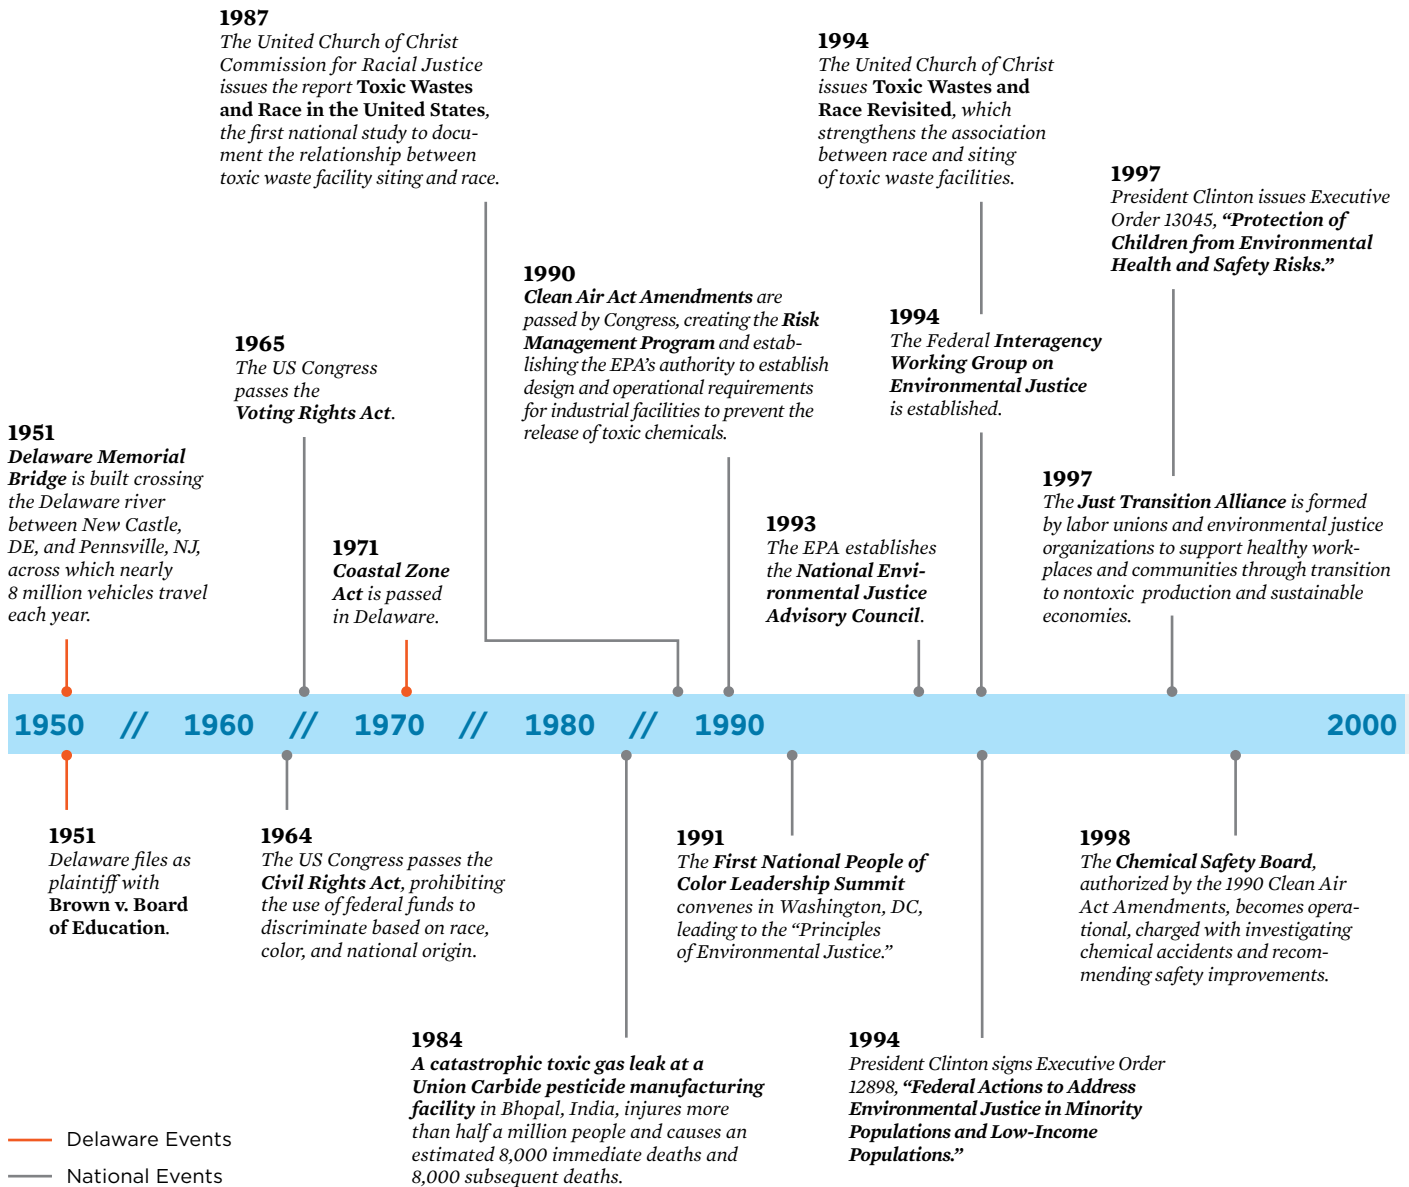 1987
The United Church of Christ
Commission for Racial Justice
issues the report Toxic Wastes
and Race in the United States,
the first national study to docu-
ment the relationship between
toxic waste facility siting and race.
1994
The United Church of Christ
issues Toxic Wastes and
Race Revisited, which
strengthens the association
between race and siting
of toxic waste facilities.
1997
President Clinton issues Executive
Order 13045, “Protection of
Children from Environmental
Health and Safety Risks.”
1990
Clean Air Act Amendments are
passed by Congress, creating the Risk
Management Program and estab-
lishing the EPA’s authority to establish
design and operational requirements
for industrial facilities to prevent the
release of toxic chemicals.
1994
The Federal Interagency
Working Group on
Environmental Justice
is established.
1965
The US Congress
passes the
Voting Rights Act.
1951
Delaware Memorial
Bridge is built crossing
the Delaware river
between New Castle,
DE, and Pennsville, NJ,
across which nearly
8 million vehicles travel
each year.
1971
Coastal Zone
Act is passed
in Delaware.
1993
The EPA establishes
the National Envi-
ronmental Justice
Advisory Council.
1997
The Just Transition Alliance is formed
by labor unions and environmental justice
organizations to support healthy work-
places and communities through transition
to nontoxic production and sustainable
economies.
1950 // 1960 // 1970 // 1980 // 1990 2000
1951
Delaware files as
plaintiff with
Brown v. Board
of Education.
1964
The US Congress passes the
Civil Rights Act, prohibiting
the use of federal funds to
discriminate based on race,
color, and national origin.
1991
The First National People of
Color Leadership Summit
convenes in Washington, DC,
leading to the “Principles
of Environmental Justice.”
1998
The Chemical Safety Board,
authorized by the 1990 Clean Air
Act Amendments, becomes opera-
tional, charged with investigating
chemical accidents and recom-
mending safety improvements.
1984
A catastrophic toxic gas leak at a
Union Carbide pesticide manufacturing
facility in Bhopal, India, injures more
than half a million people and causes an
estimated 8,000 immediate deaths and
8,000 subsequent deaths.
1994
President Clinton signs Executive Order
12898, “Federal Actions to Address
Environmental Justice in Minority
Populations and Low-Income
Populations.”
Delaware Events
National Events